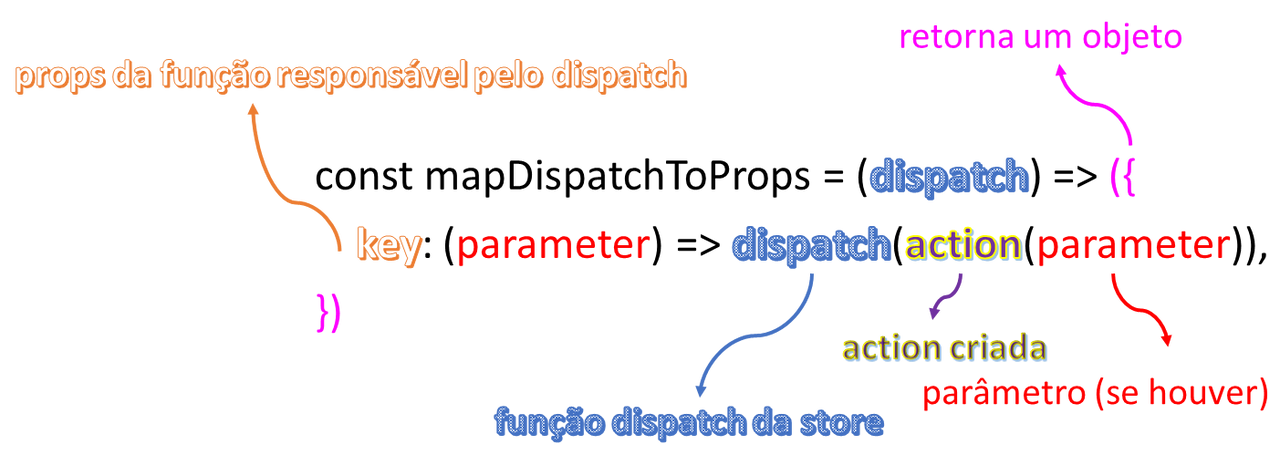 retorna um objeto
props da função responsável pelo dispatch
const mapDispatchToProps = (dispatch) => ({
key: (parameter) => dispatch(action(parameter)),
})
action criada
parâmetro (se houver)
função dispatch da store